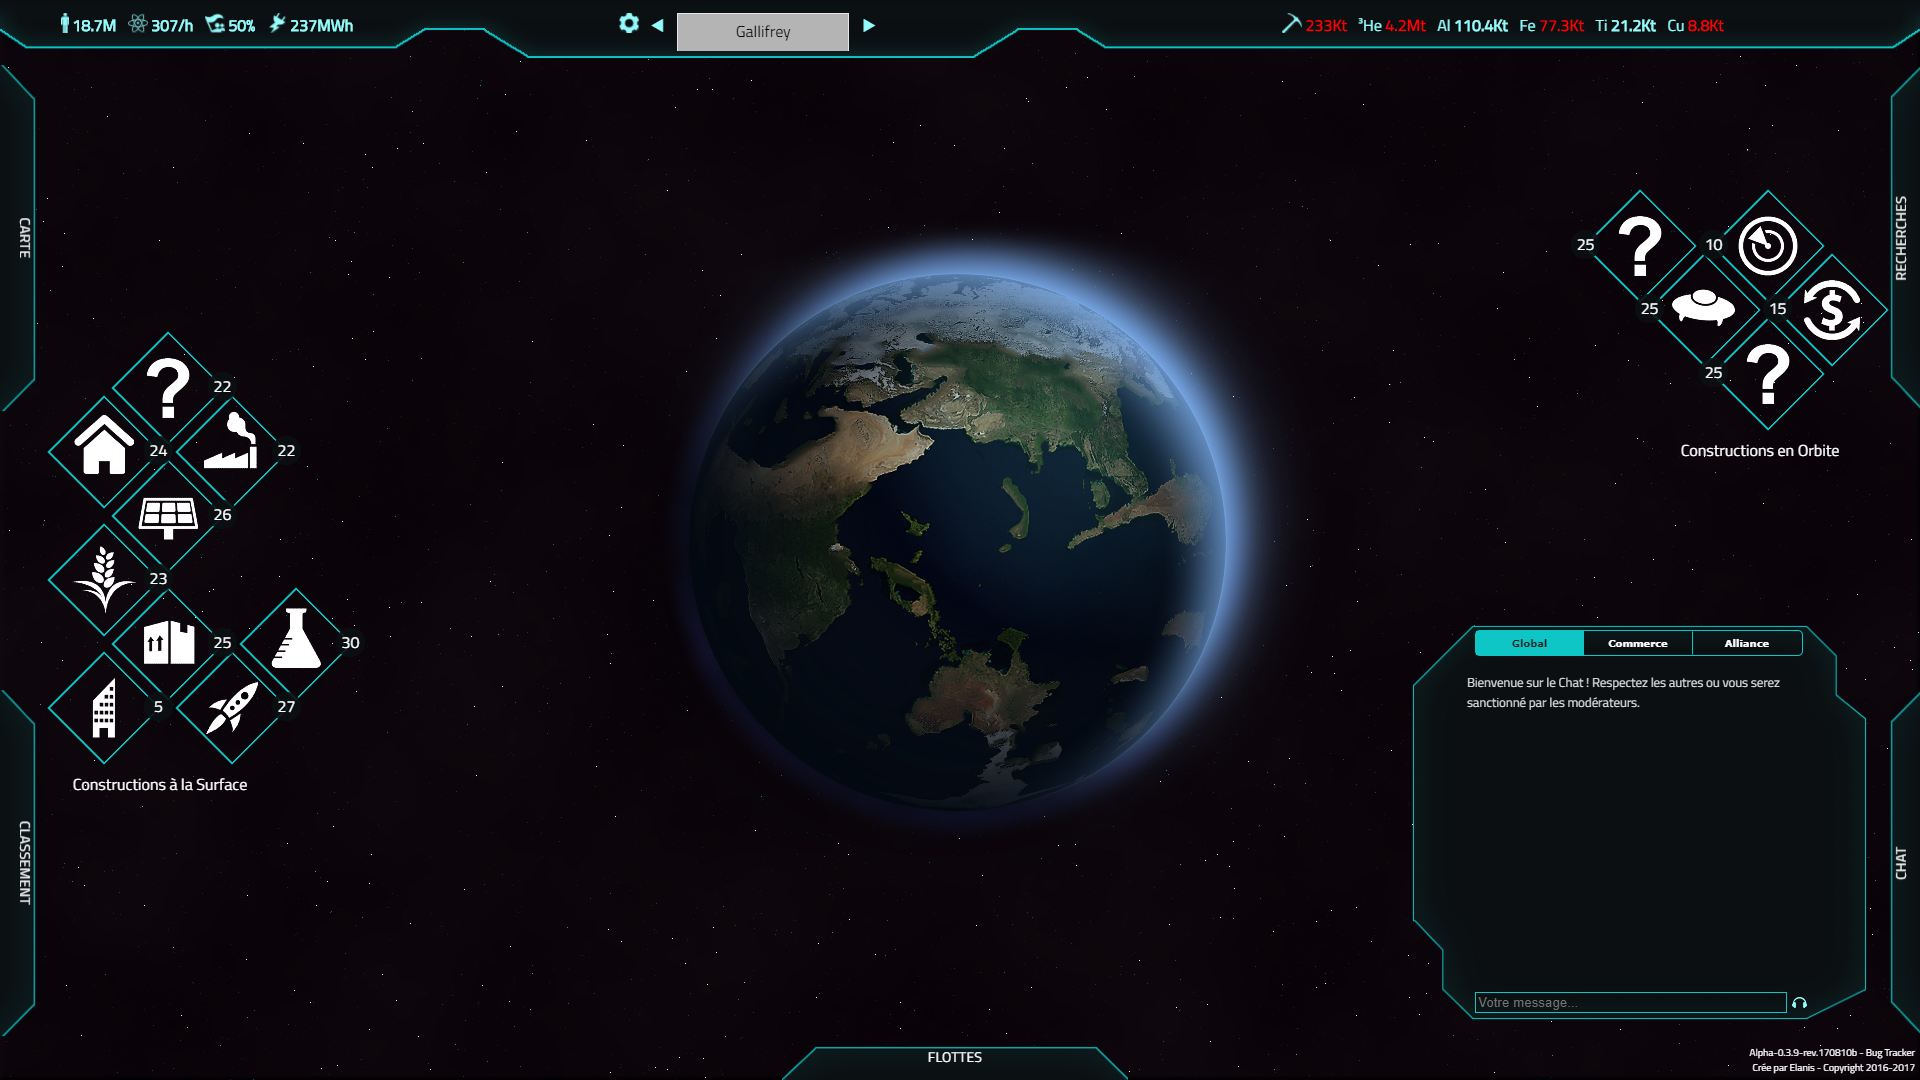 18.7M 307/h 50% 237MWh
Gallifrey
233Kt ³He 4.2Mt Al 110.4Kt Fe 77.3Kt Ti 21.2Kt Cu 8.8Kt
CARTE
RECHERCHES
25 10
25 15
25
Constructions en Orbite
22
24 22
26
23
25 30
5 27
Constructions à la Surface
CLASSEMENT
Global Commerce Alliance
Bienvenue sur le Chat ! Respectez les autres ou vous serez
sanctionné par les modérateurs.
CHAT
Votre message...
FLOTTES
Alpha-0.3.9-rev.170810b - Bug Tracker
Crée par Elanis - Copyright 2016-2017